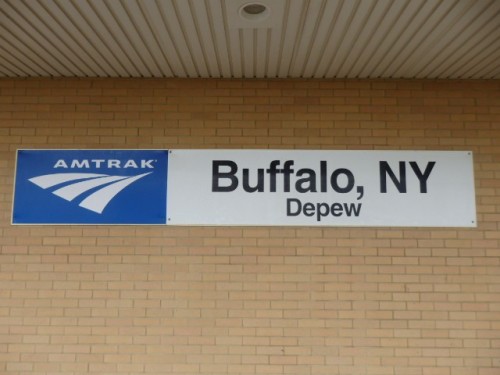 AMTRAK
Buffalo, NY
Depew